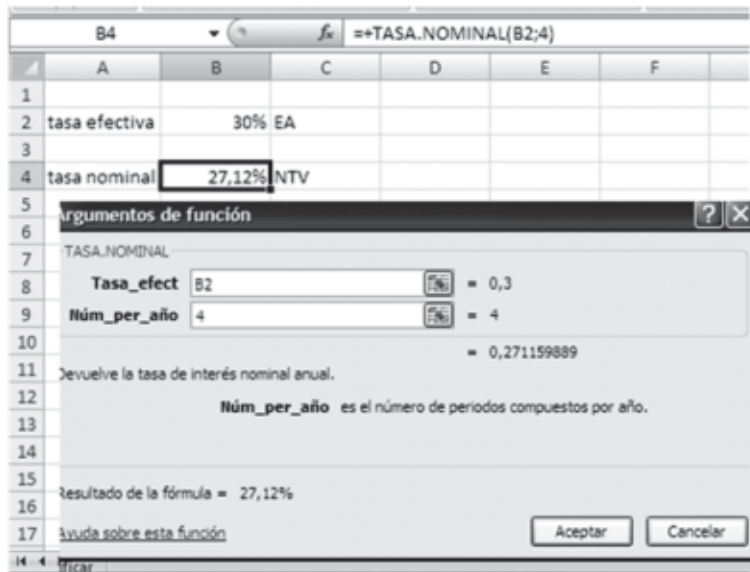 B4 fx =+TASA.NOMINAL(B2;4)
A B C D E F
1
2 tasa efectiva 30% EA
3
4 tasa nominal 27,12% NTV
5
Argumentos de función
6
7 TASA.NOMINAL
8 Tasa_efect B2 = 0,3
9 Núm_per_año 4 = 4
10 = 0,271159889
11 Devuelve la tasa de interés nominal anual.
12 Núm_per_año es el número de periodos compuestos por año.
13
14
15
Resultado de la fórmula = 27,12%
16
17 Ayuda sobre esta función Aceptar Cancelar